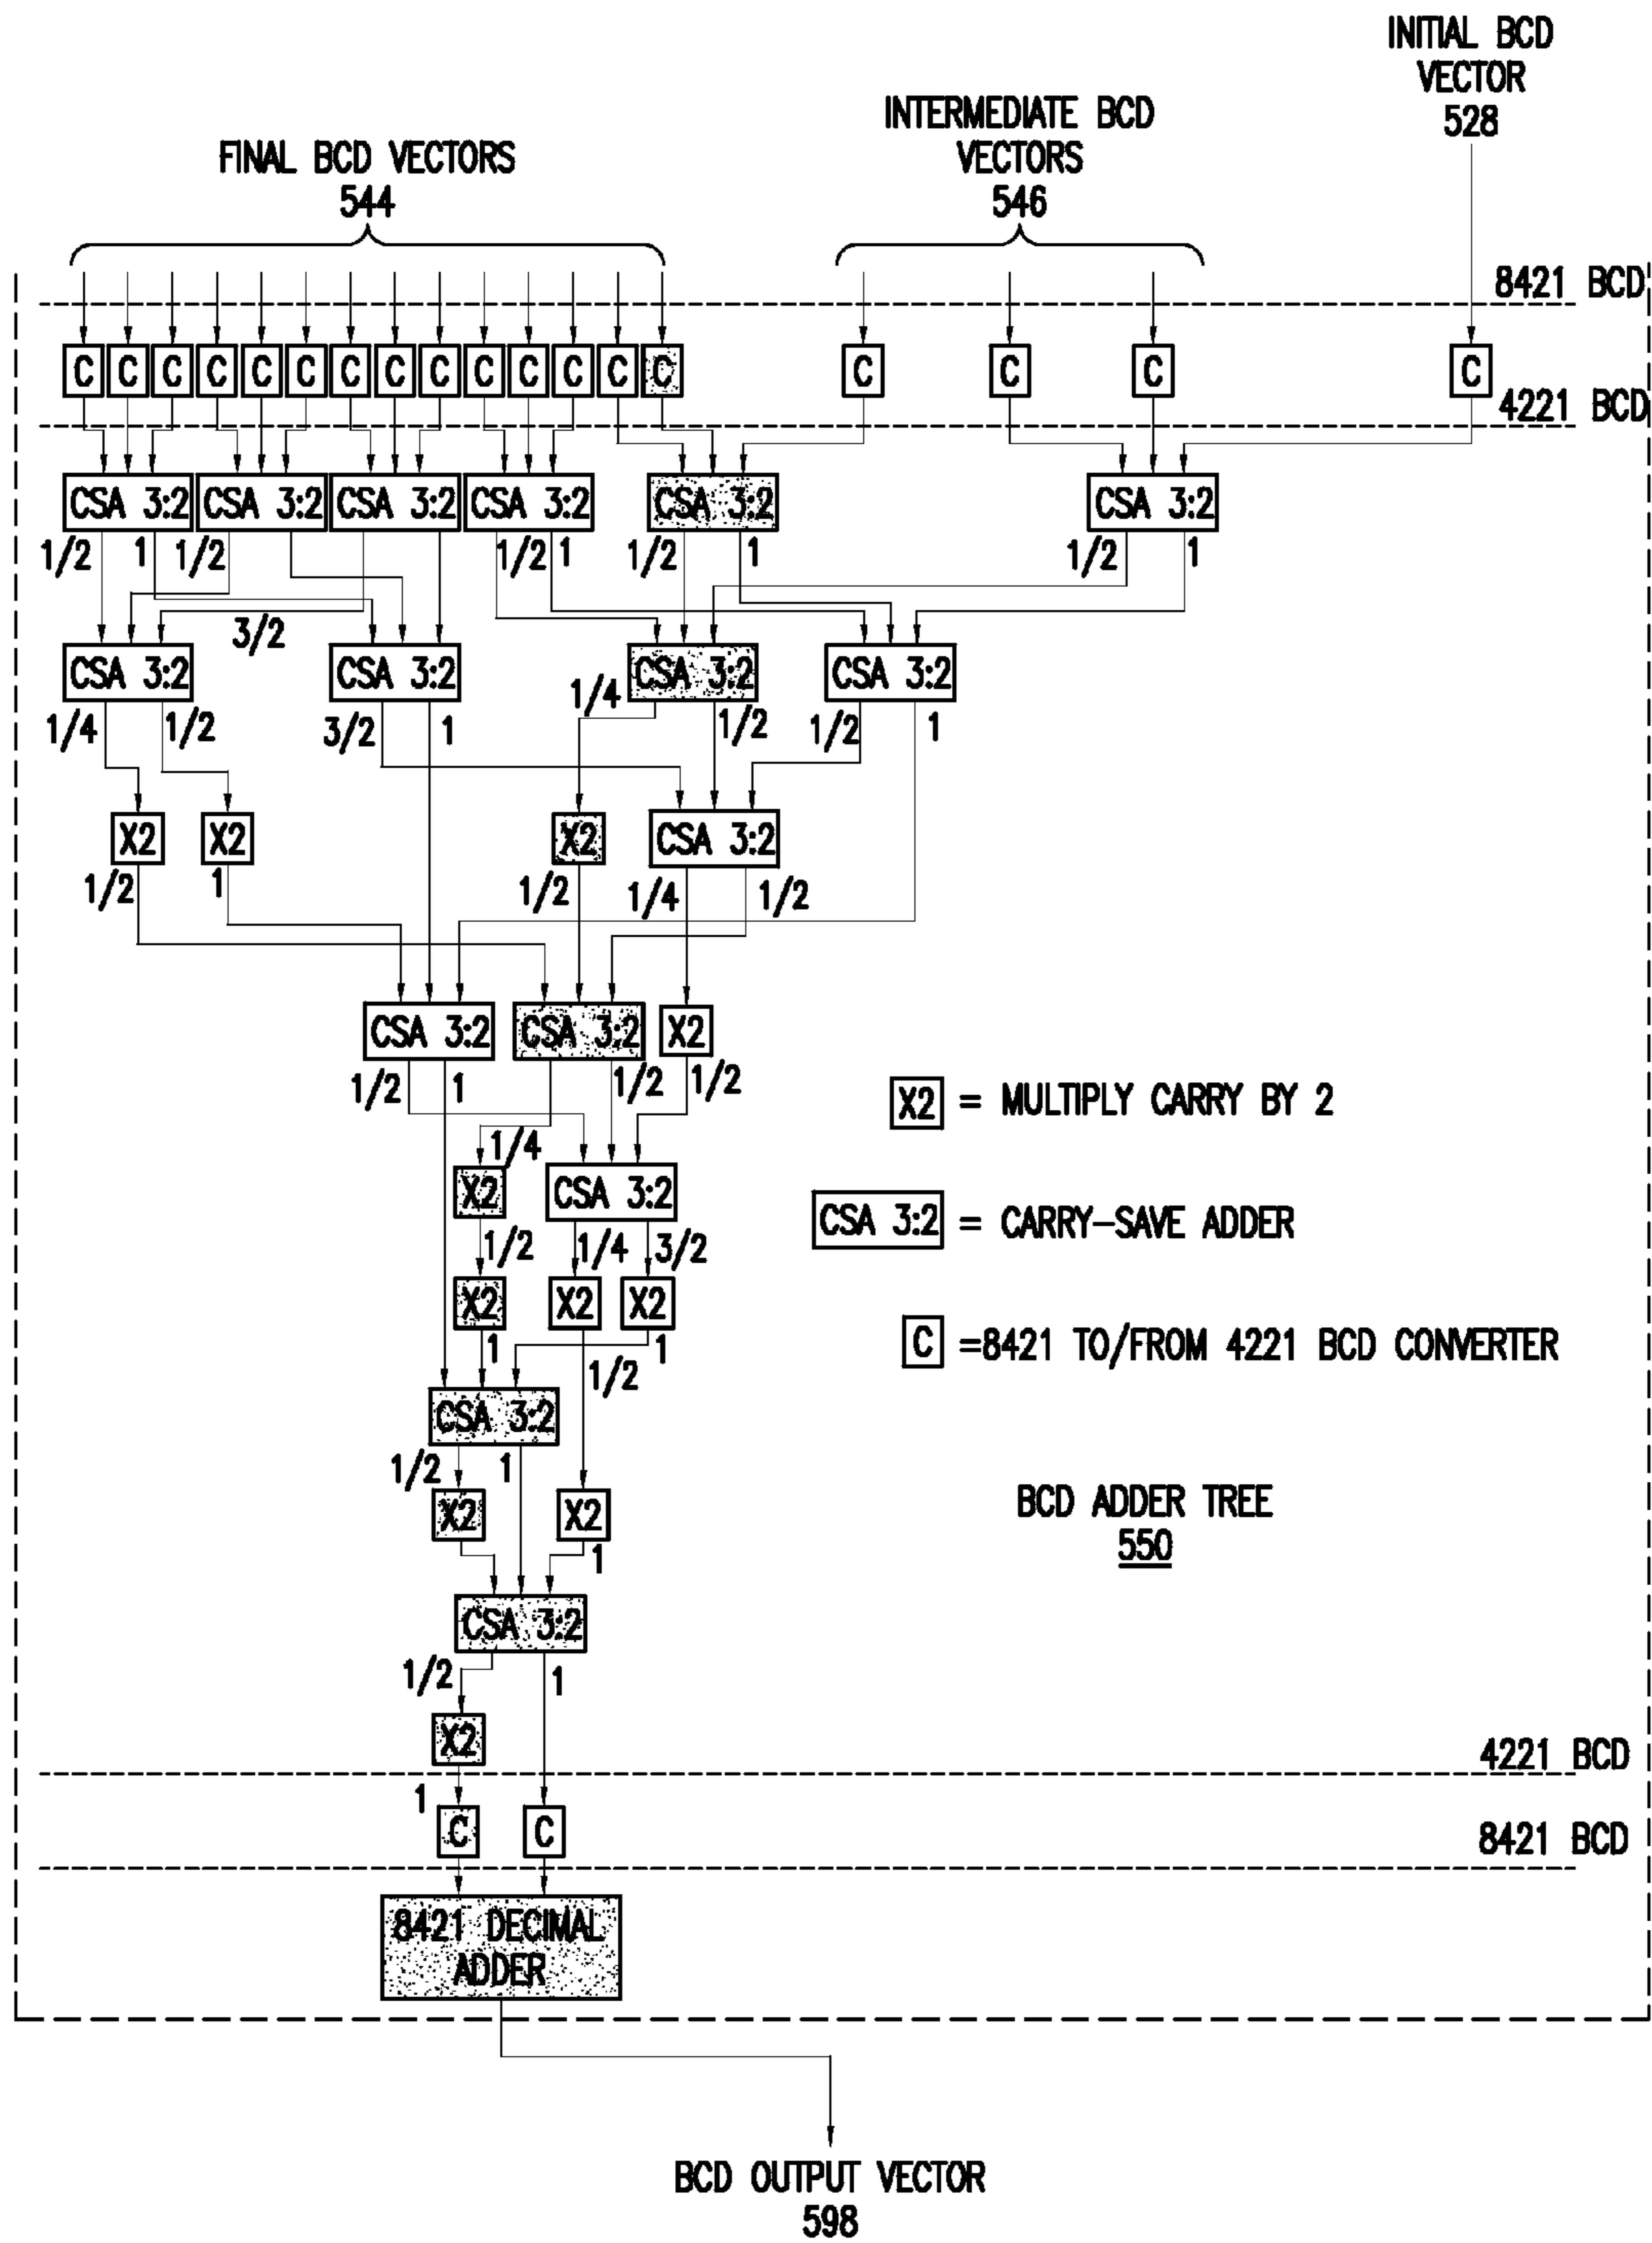 INITIAL BCD
VECTOR
528
INTERMEDIATE BCD
VECTORS
546
FINAL BCD VECTORS
544
8421 BCD
C C C C C C C C C C C C C C C C C C
4221 BCD
CSA 3:2 CSA 3:2 CSA 3:2 CSA 3:2 CSA 3:2 CSA 3:2
1/2 1 1/2 1/2 1 1/2 1 1/2 1
3/2
CSA 3:2 CSA 3:2 CSA 3:2 CSA 3:2
1/4 1/2 3/2 1 1/4 1/2 1/2 1
X2 X2 X2 CSA 3:2
1/2 1 1/2 1/4 1/2
CSA 3:2 CSA 3:2 X2
1/2 1 1/2 1/2
X2 = MULTIPLY CARRY BY 2
1/4
X2 CSA 3:2
CSA 3:2 = CARRY-SAVE ADDER
1/2 1/4 3/2
X2 X2 X2
C =8421 TO/FROM 4221 BCD CONVERTER
1 1/2 1
CSA 3:2
1/2 1
X2 X2
BCD ADDER TREE
550
1
CSA 3:2
1/2 1
X2
4221 BCD
1
C C
8421 BCD
8421 DECIMAL
ADDER
BCD OUTPUT VECTOR
598